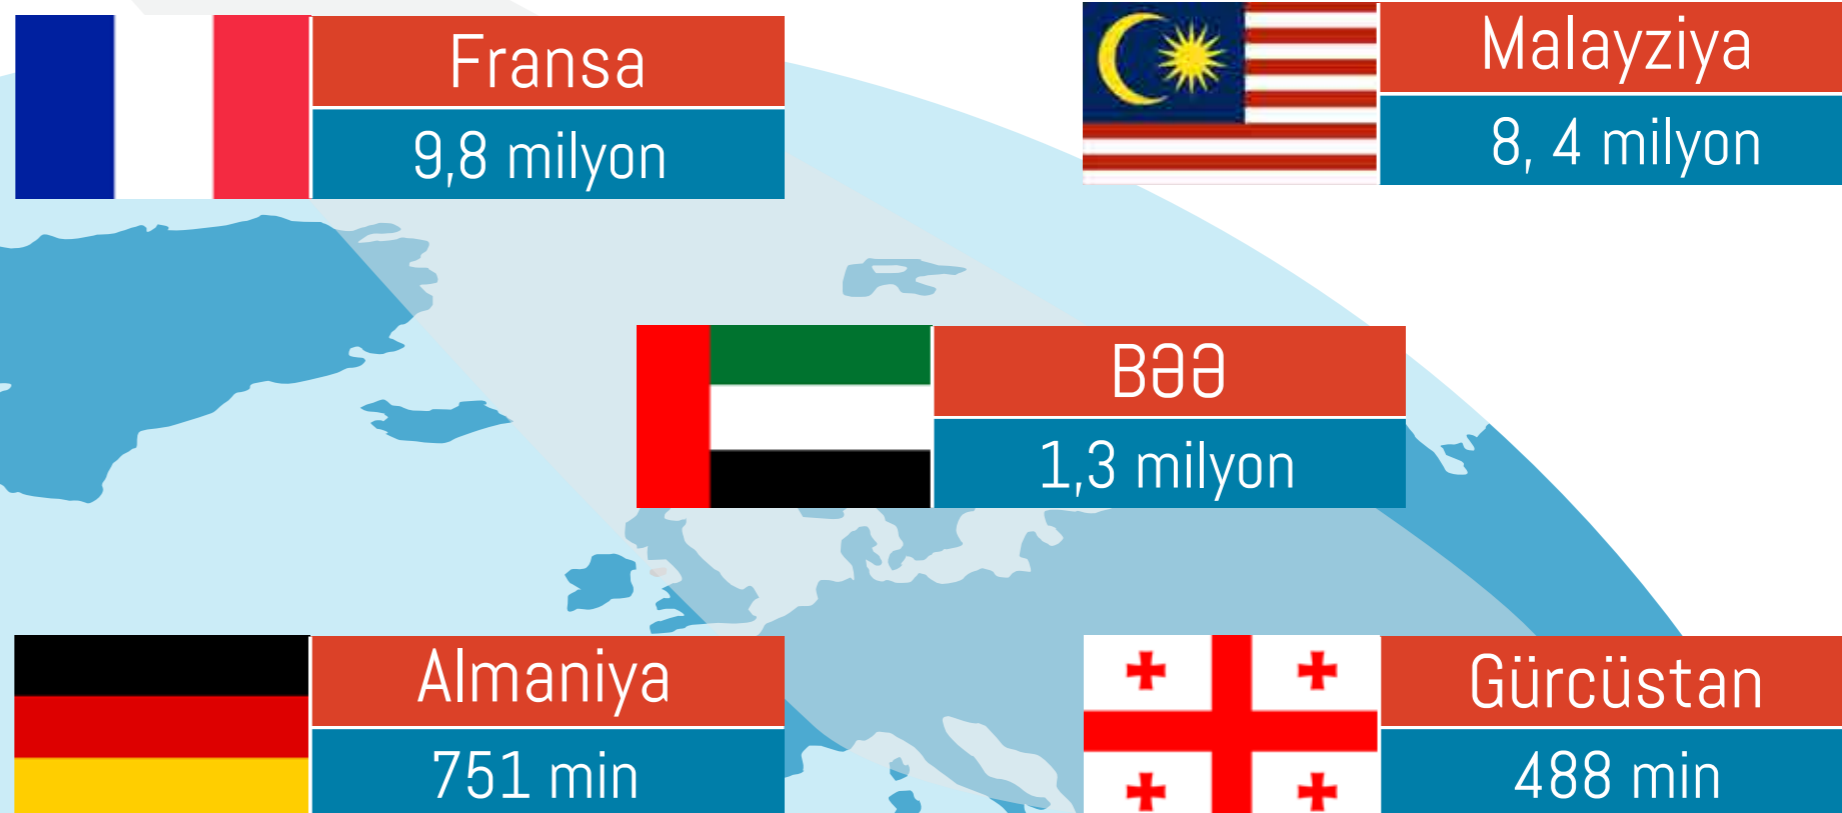 Fransa
9,8 milyon
Malayziya
8, 4 milyon
BƏƏ
1,3 milyon
Almaniya
751 min
Gürcüstan
488 min